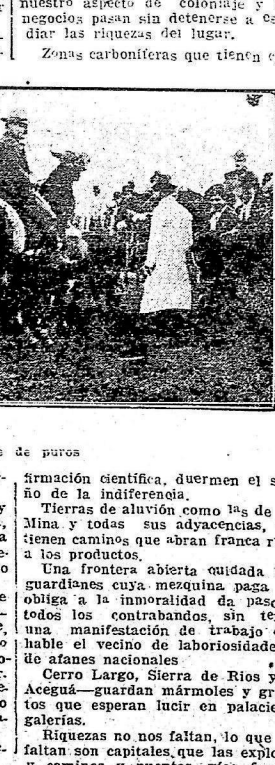 nuestro aspecto de coloniaje y
negocios pasan sin detenerse a es
diar las riquezas del lugar.
Zonas carboníferas que tienen c
de puros
firmación científica, duermen el s
ño de la indiferencia.
Tierras de aluvión como las de
Mina y todas sus adyacencias,
tienen caminos que abran franca r
a los productos.
Una frontera abierta quidada
guardianes cuya mezquina paga
obliga a la inmoralidad da paso
todos los contrabandos, sin te
una manifestación de trabajo
hable el vecino de laboriosidade
de afanes nacionales
Cerro Largo, Sierra de Ríos y
Aceguá—guardan mármoles y gr
tos que esperan lucir en palacio
galerías.
Riquezas no nos faltan, lo que
faltan son capitales que las explo